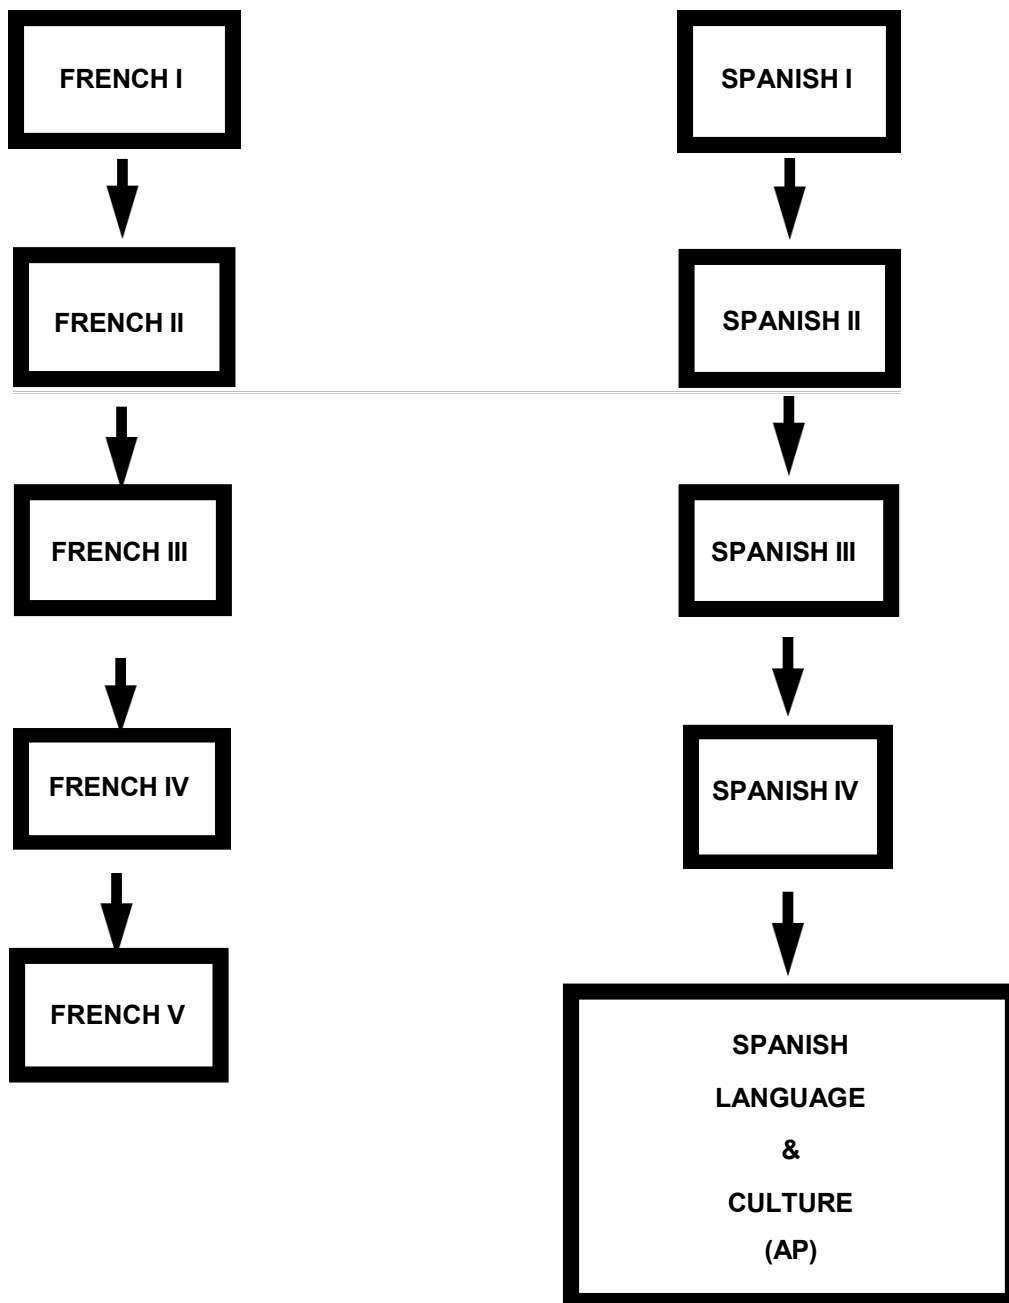 FRENCH I
SPANISH I
FRENCH II
SPANISH II
FRENCH III
SPANISH III
FRENCH IV
SPANISH IV
FRENCH V
SPANISH
LANGUAGE
&
CULTURE
(AP)